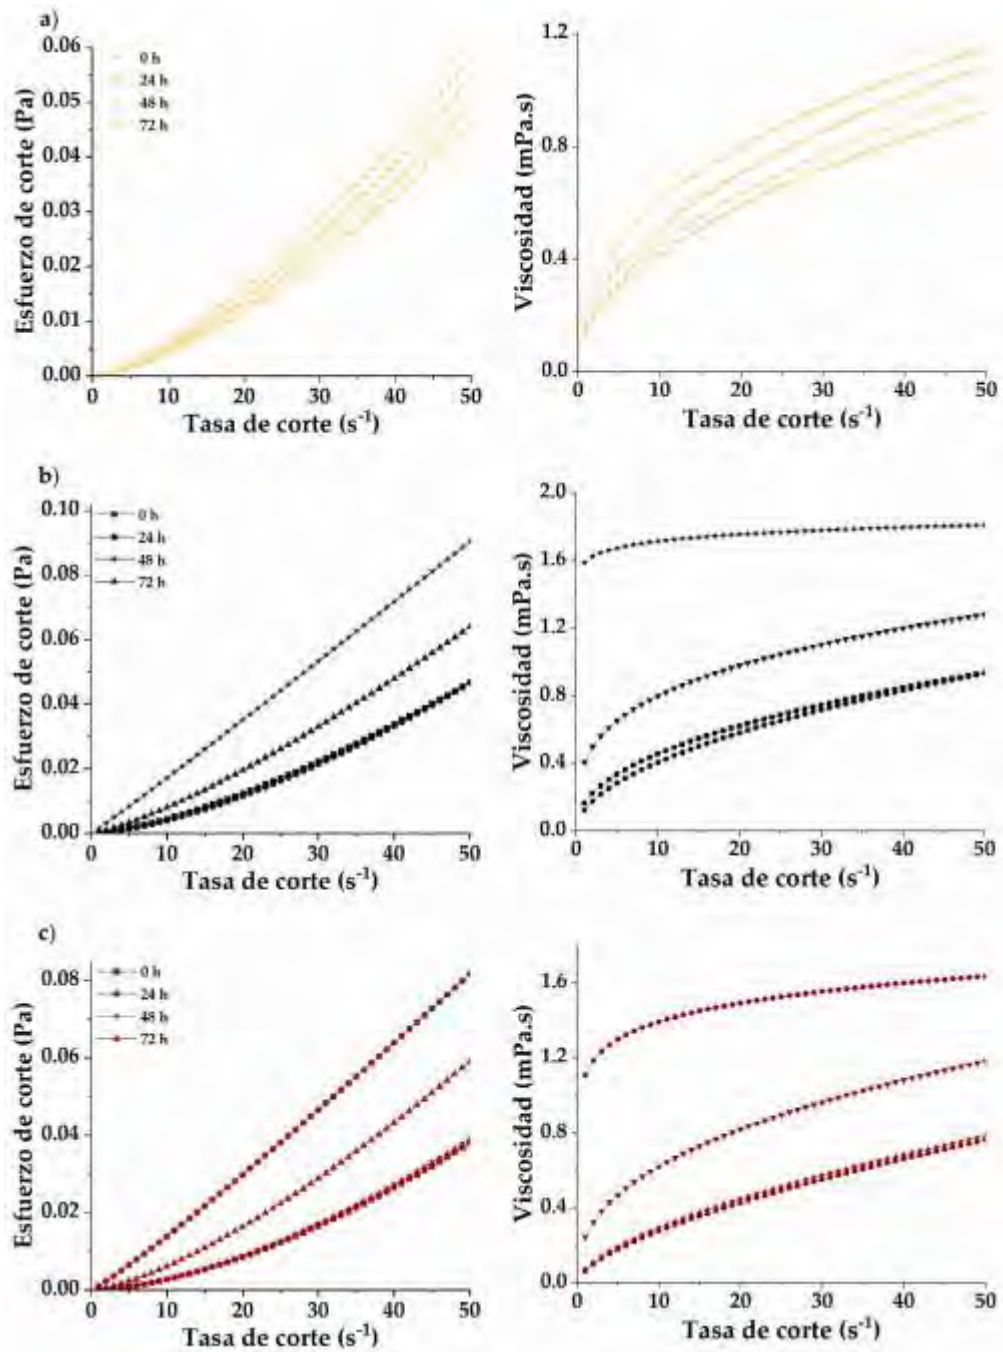 a)
0.06
0.05
0.04
0.03
0.02
0.01
0.00
Esfuerzo de corte (Pa)
0 h
24 h
48 h
72 h
0 10 20 30 40 50
Tasa de corte (s⁻¹)
1.2
0.8
0.4
0.0
Viscosidad (mPa.s)
0 10 20 30 40 50
Tasa de corte (s⁻¹)
b)
0.10
0.08
0.06
0.04
0.02
0.00
Esfuerzo de corte (Pa)
0 h
24 h
48 h
72 h
0 10 20 30 40 50
Tasa de corte (s⁻¹)
2.0
1.6
1.2
0.8
0.4
0.0
Viscosidad (mPa.s)
0 10 20 30 40 50
Tasa de corte (s⁻¹)
c)
0.08
0.06
0.04
0.02
0.00
Esfuerzo de corte (Pa)
0 h
24 h
48 h
72 h
0 10 20 30 40 50
Tasa de corte (s⁻¹)
1.6
1.2
0.8
0.4
0.0
Viscosidad (mPa.s)
0 10 20 30 40 50
Tasa de corte (s⁻¹)